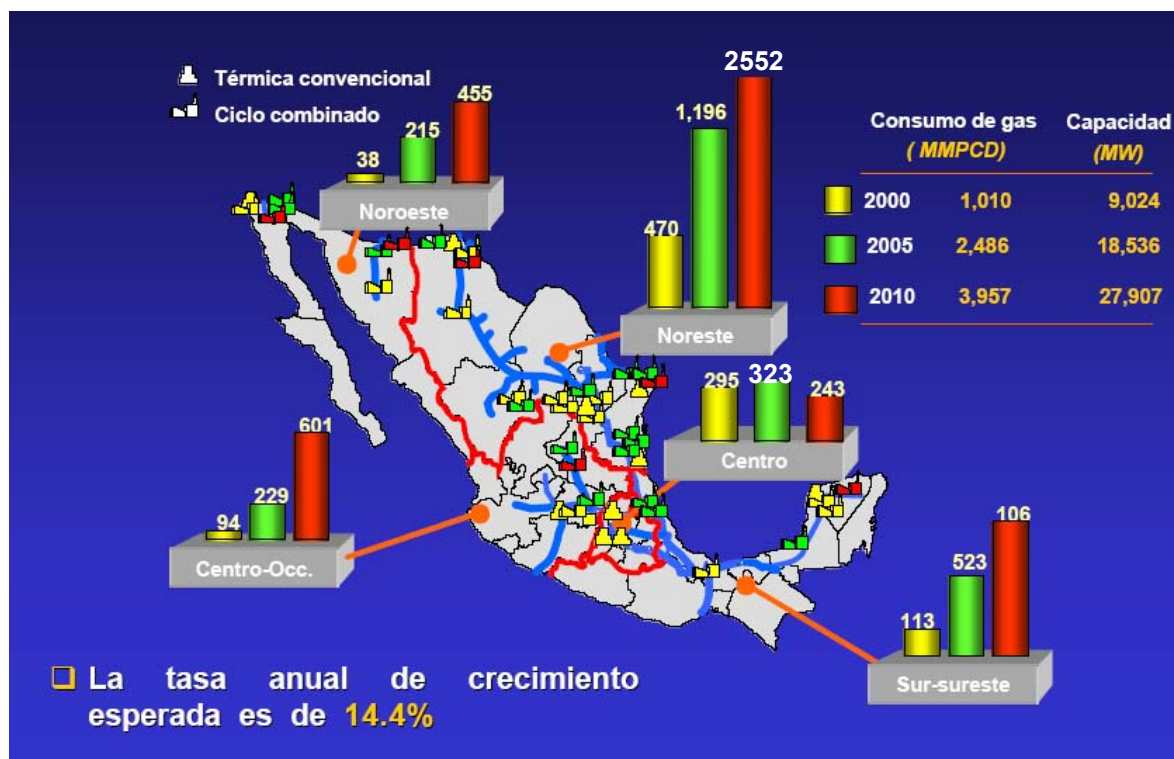 Térmica convencional
Ciclo combinado
38
215
455
Noroeste
470
1,196
2552
Noreste
Consumo de gas Capacidad
( MMPCD) (MW)
2000 1,010 9,024
2005 2,486 18,536
2010 3,957 27,907
295
323
243
Centro
94
229
601
Centro-Occ.
113
523
106
Sur-sureste
La tasa anual de crecimiento
esperada es de 14.4%